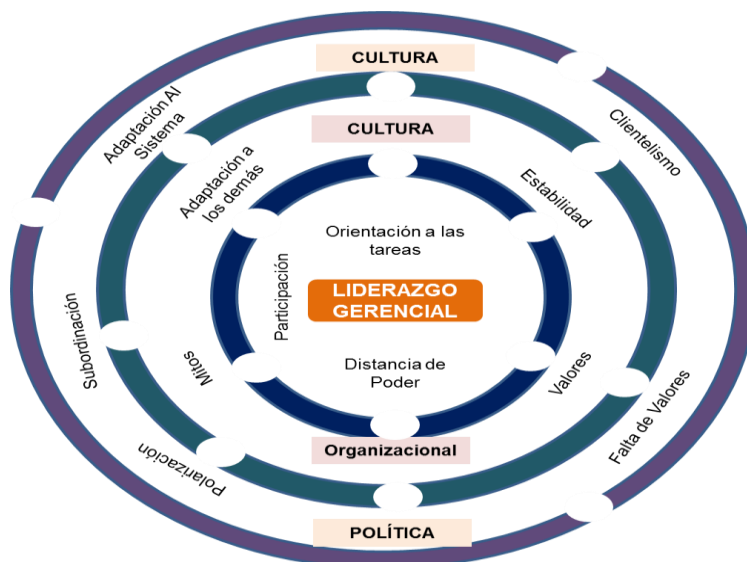 CULTURA
Adaptación Al
Sistema
Clientelismo
CULTURA
Adaptación a
los demás
Estabilidad
Orientación a las
tareas
Participación
LIDERAZGO
GERENCIAL
Subordinación
Mitos
Distancia de
Poder
Valores
Falta de Valores
Polarización
Organizacional
POLÍTICA